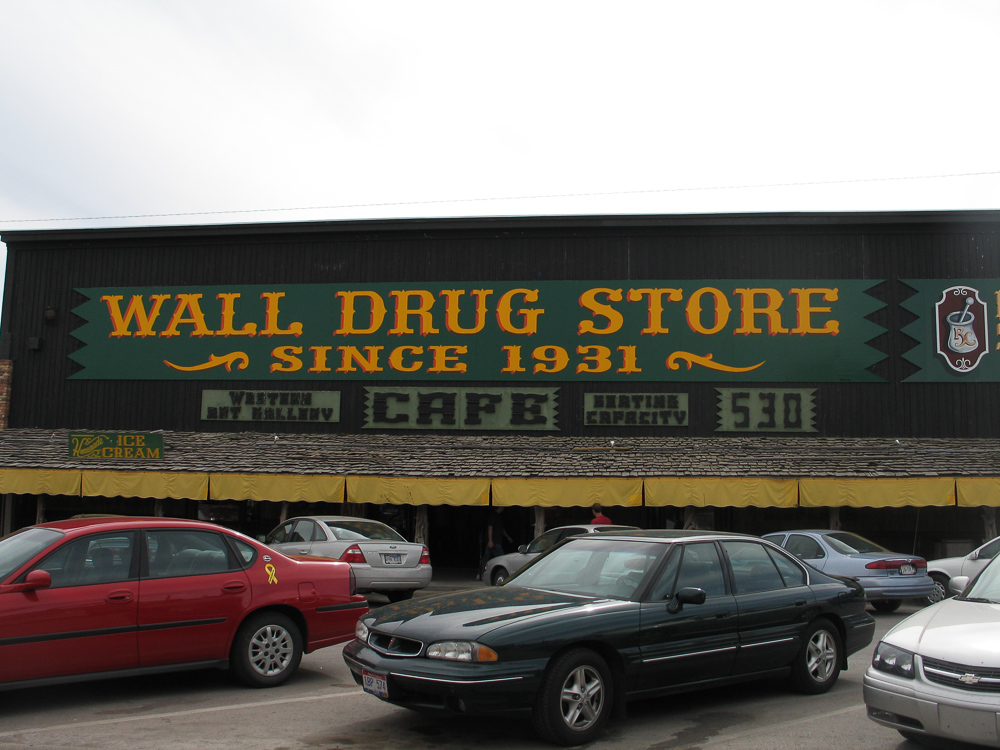 WALL DRUG STORE
SINCE 1931
WESTERN
ART GALLERY
CAFE
SEATING
CAPACITY
530
ICE
CREAM